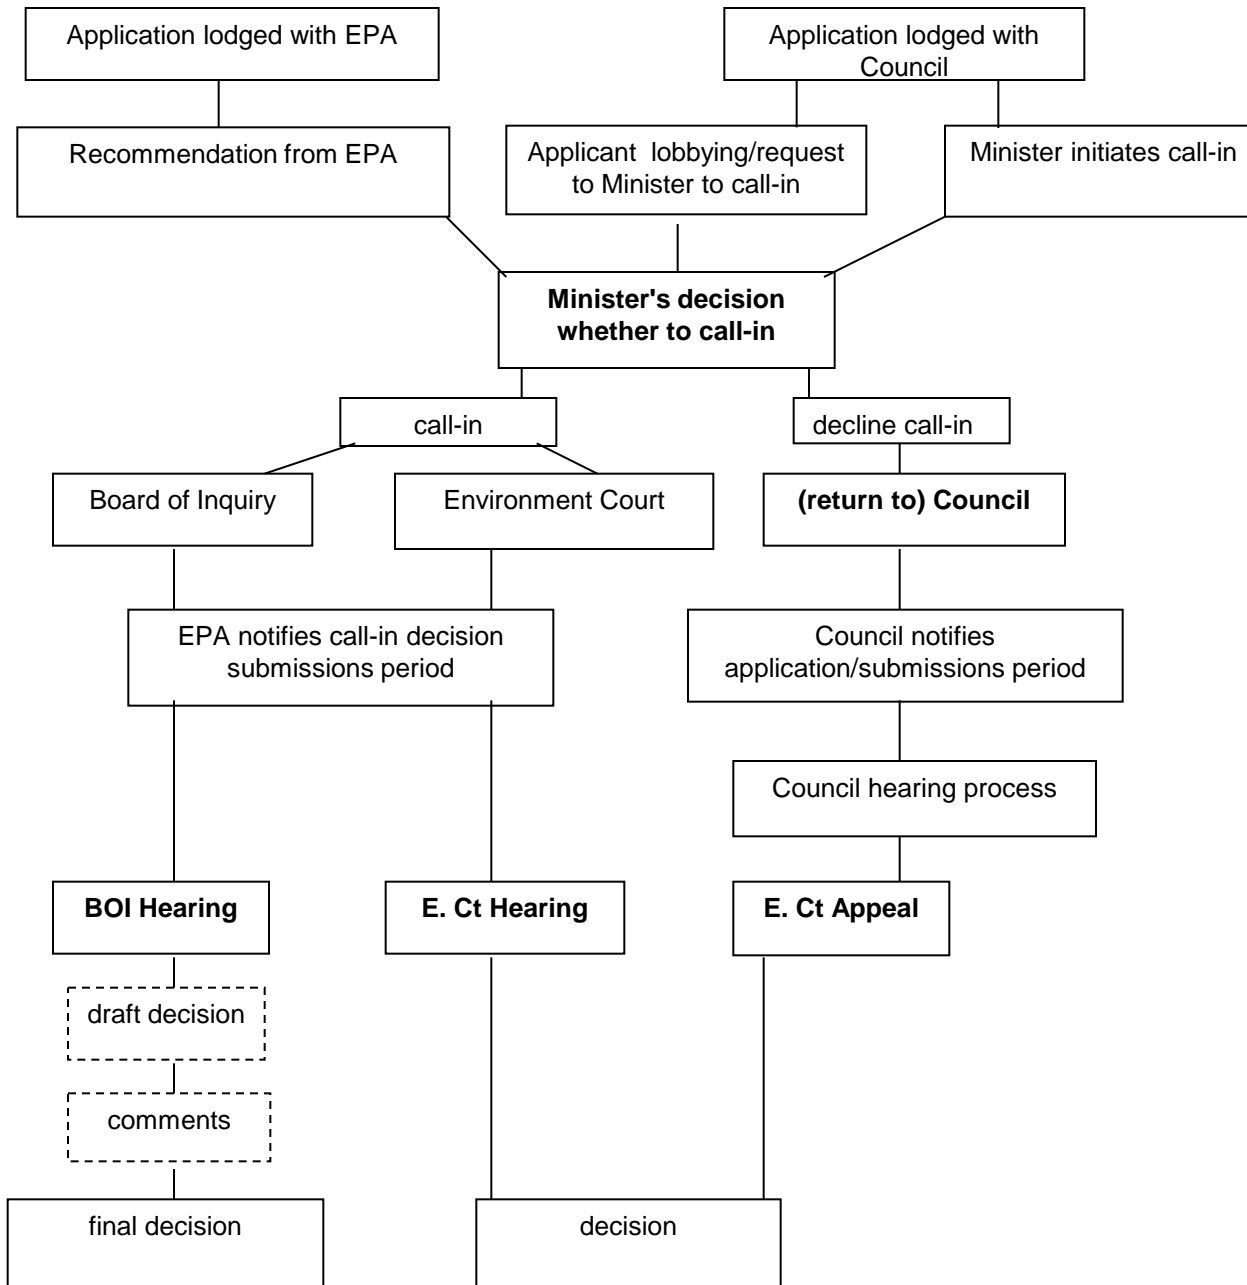 Application lodged with EPA
Application lodged with
Council
Recommendation from EPA
Applicant lobbying/request
to Minister to call-in
Minister initiates call-in
Minister's decision
whether to call-in
call-in
decline call-in
Board of Inquiry
Environment Court
(return to) Council
EPA notifies call-in decision
submissions period
Council notifies
application/submissions period
Council hearing process
BOI Hearing
E. Ct Hearing
E. Ct Appeal
draft decision
comments
final decision
decision